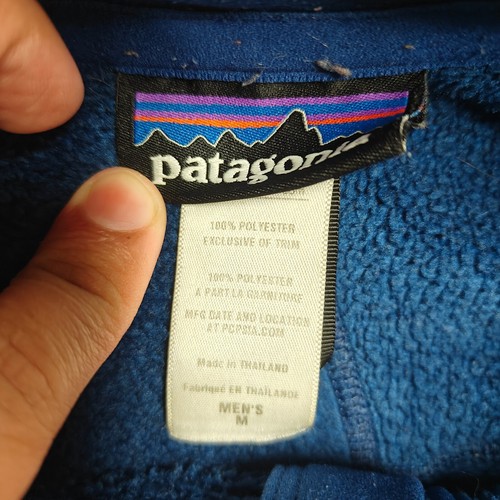 patagonia
100% POLYESTER
EXCLUSIVE OF TRIM
100% POLYESTER
A PART LA GARNITURE
MFG DATE AND LOCATION
AT PCPSIA.COM
Made in THAILAND
Fabriqué EN THAÏLANDE
MEN'S
M